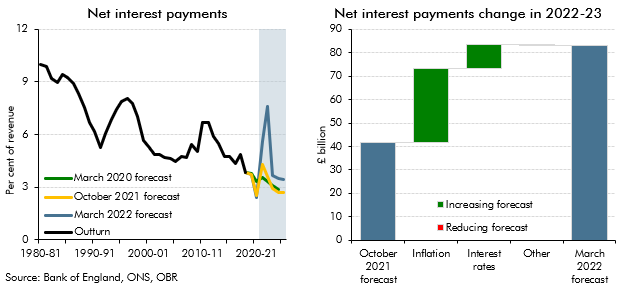 Net interest payments
Per cent of revenue
12
9
6
3
0
March 2020 forecast
October 2021 forecast
March 2022 forecast
Outturn
1980-81
1990-91
2000-01
2010-11
2020-21
Net interest payments change in 2022-23
£ billion
90
80
70
60
50
40
30
20
10
0
Increasing forecast
Reducing forecast
October
2021
forecast
Inflation
Interest
rates
Other
March
2022
forecast
Source: Bank of England, ONS, OBR